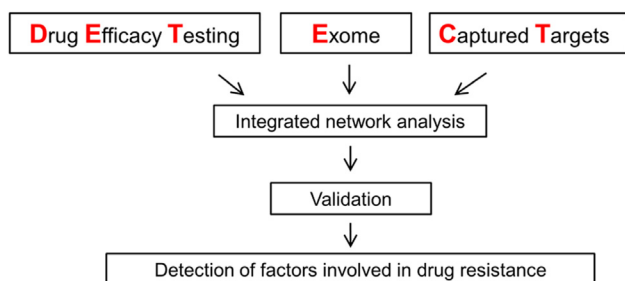 Drug Efficacy Testing
Exome
Captured Targets
Integrated network analysis
Validation
Detection of factors involved in drug resistance